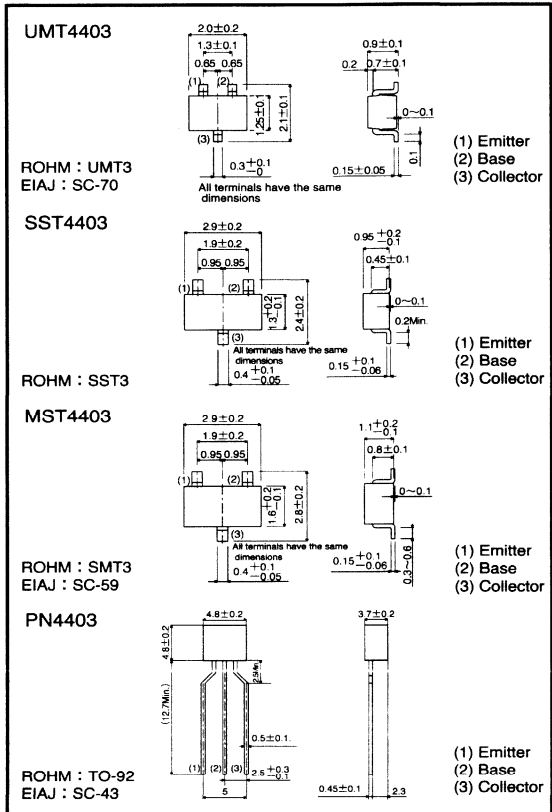 UMT4403
2.0±0.2
1.3±0.1
0.65 0.65
(1) (2)
1.25±0.1
2.1±0.1
(3)
0.3 +0.1 −0
All terminals have the same
dimensions
0.9±0.1
0.2 0.7±0.1
0~0.1
0.1
0.15±0.05
ROHM : UMT3
EIAJ : SC-70
(1) Emitter
(2) Base
(3) Collector
SST4403
2.9±0.2
1.9±0.2
0.95 0.95
(1) (2)
1.3 +0.2 −0.1
2.4±0.2
(3)
All terminals have the same
dimensions
0.4 +0.1 −0.05
0.95 +0.2 −0.1
0.45±0.1
0~0.1
0.2Min.
0.15 +0.1 −0.06
ROHM : SST3
(1) Emitter
(2) Base
(3) Collector
MST4403
2.9±0.2
1.9±0.2
0.95 0.95
(1) (2)
1.6 +0.2 −0.1
2.8±0.2
(3)
All terminals have the same
dimensions
0.4 +0.1 −0.05
1.1 +0.2 −0.1
0.8±0.1
0~0.1
0.15 +0.1 −0.06
0.3~0.6
ROHM : SMT3
EIAJ : SC-59
(1) Emitter
(2) Base
(3) Collector
PN4403
4.8±0.2
4.8±0.2
(12.7Min.)
2.5Min.
0.5±0.1.
(1) (2) (3)
2.5 +0.3 −0.1
5
3.7±0.2
0.45±0.1
2.3
ROHM : TO-92
EIAJ : SC-43
(1) Emitter
(2) Base
(3) Collector